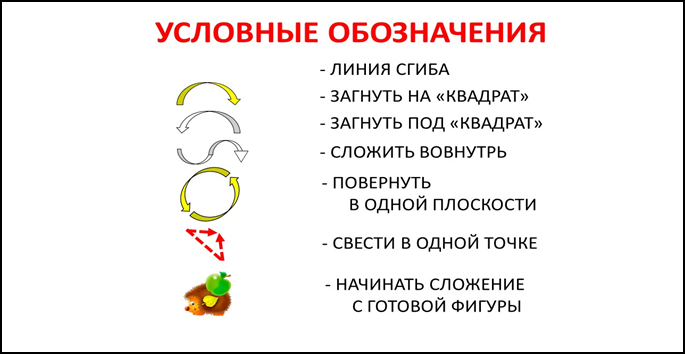 УСЛОВНЫЕ ОБОЗНАЧЕНИЯ
- ЛИНИЯ СГИБА
- ЗАГНУТЬ НА «КВАДРАТ»
- ЗАГНУТЬ ПОД «КВАДРАТ»
- СЛОЖИТЬ ВОВНУТРЬ
- ПОВЕРНУТЬ
В ОДНОЙ ПЛОСКОСТИ
- СВЕСТИ В ОДНОЙ ТОЧКЕ
- НАЧИНАТЬ СЛОЖЕНИЕ
С ГОТОВОЙ ФИГУРЫ